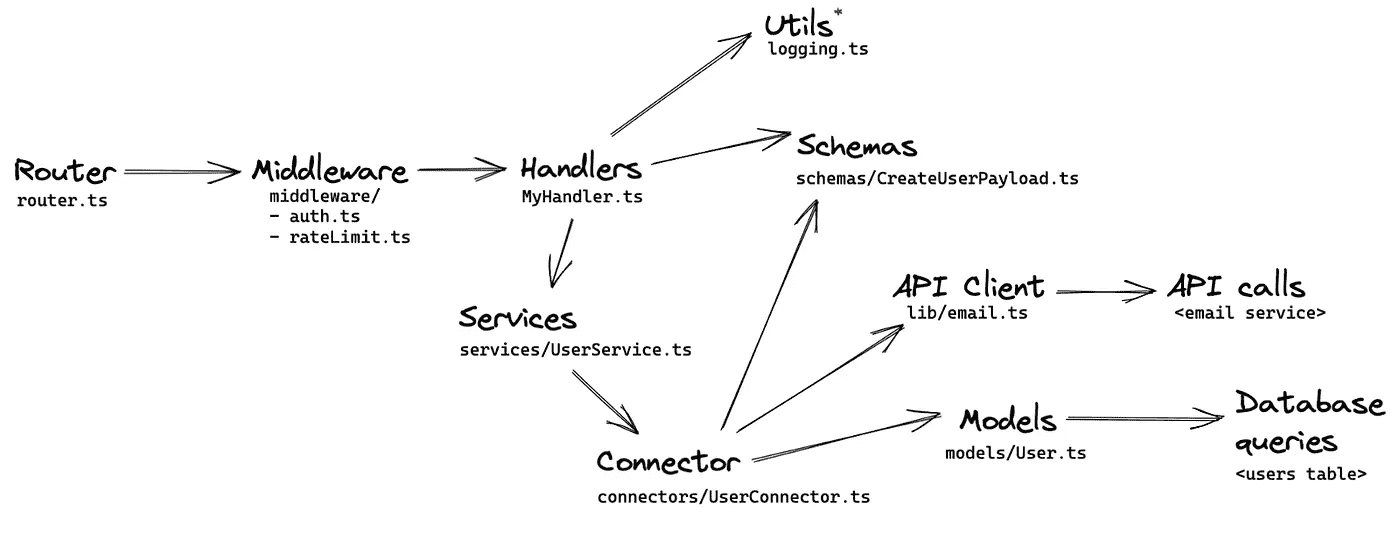 Utils*
logging.ts
Router
router.ts
Middleware
middleware/
- auth.ts
- rateLimit.ts
Handlers
MyHandler.ts
Schemas
schemas/CreateUserPayload.ts
Services
services/UserService.ts
API Client
lib/email.ts
API calls
<email service>
Connector
connectors/UserConnector.ts
Models
models/User.ts
Database
queries
<users table>